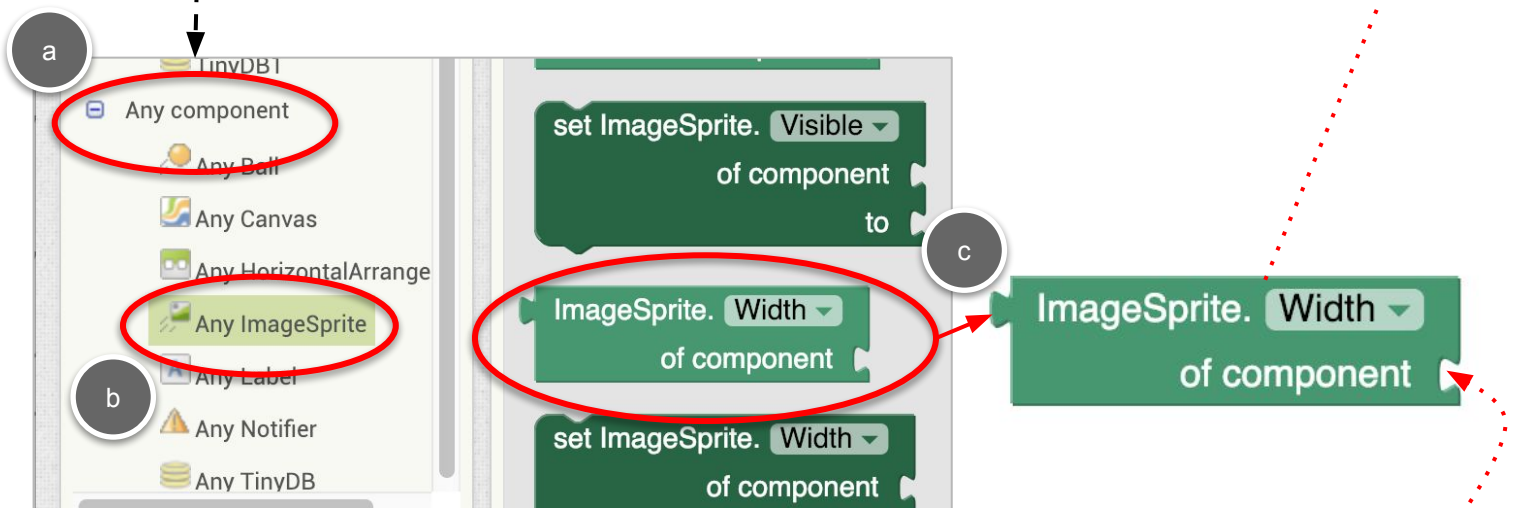 a
TinyDB1
Any component
Any Ball
Any Canvas
Any HorizontalArrange
Any ImageSprite
Any Label
b
Any Notifier
Any TinyDB
set ImageSprite. Visible
of component
to
ImageSprite. Width
of component
set ImageSprite. Width
of component
c
ImageSprite. Width
of component